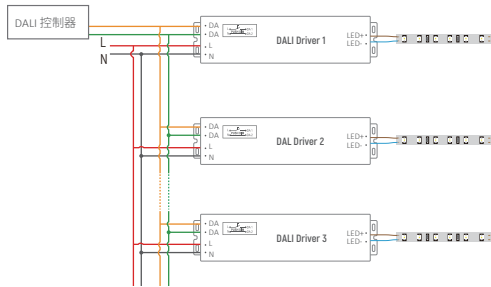 DALI 控制器
L
N
DA
DA
L
N
DALI Driver 1
LED+
LED-
DA
DA
L
N
DAL Driver 2
LED+
LED-
DA
DA
L
N
DALI Driver 3
LED+
LED-